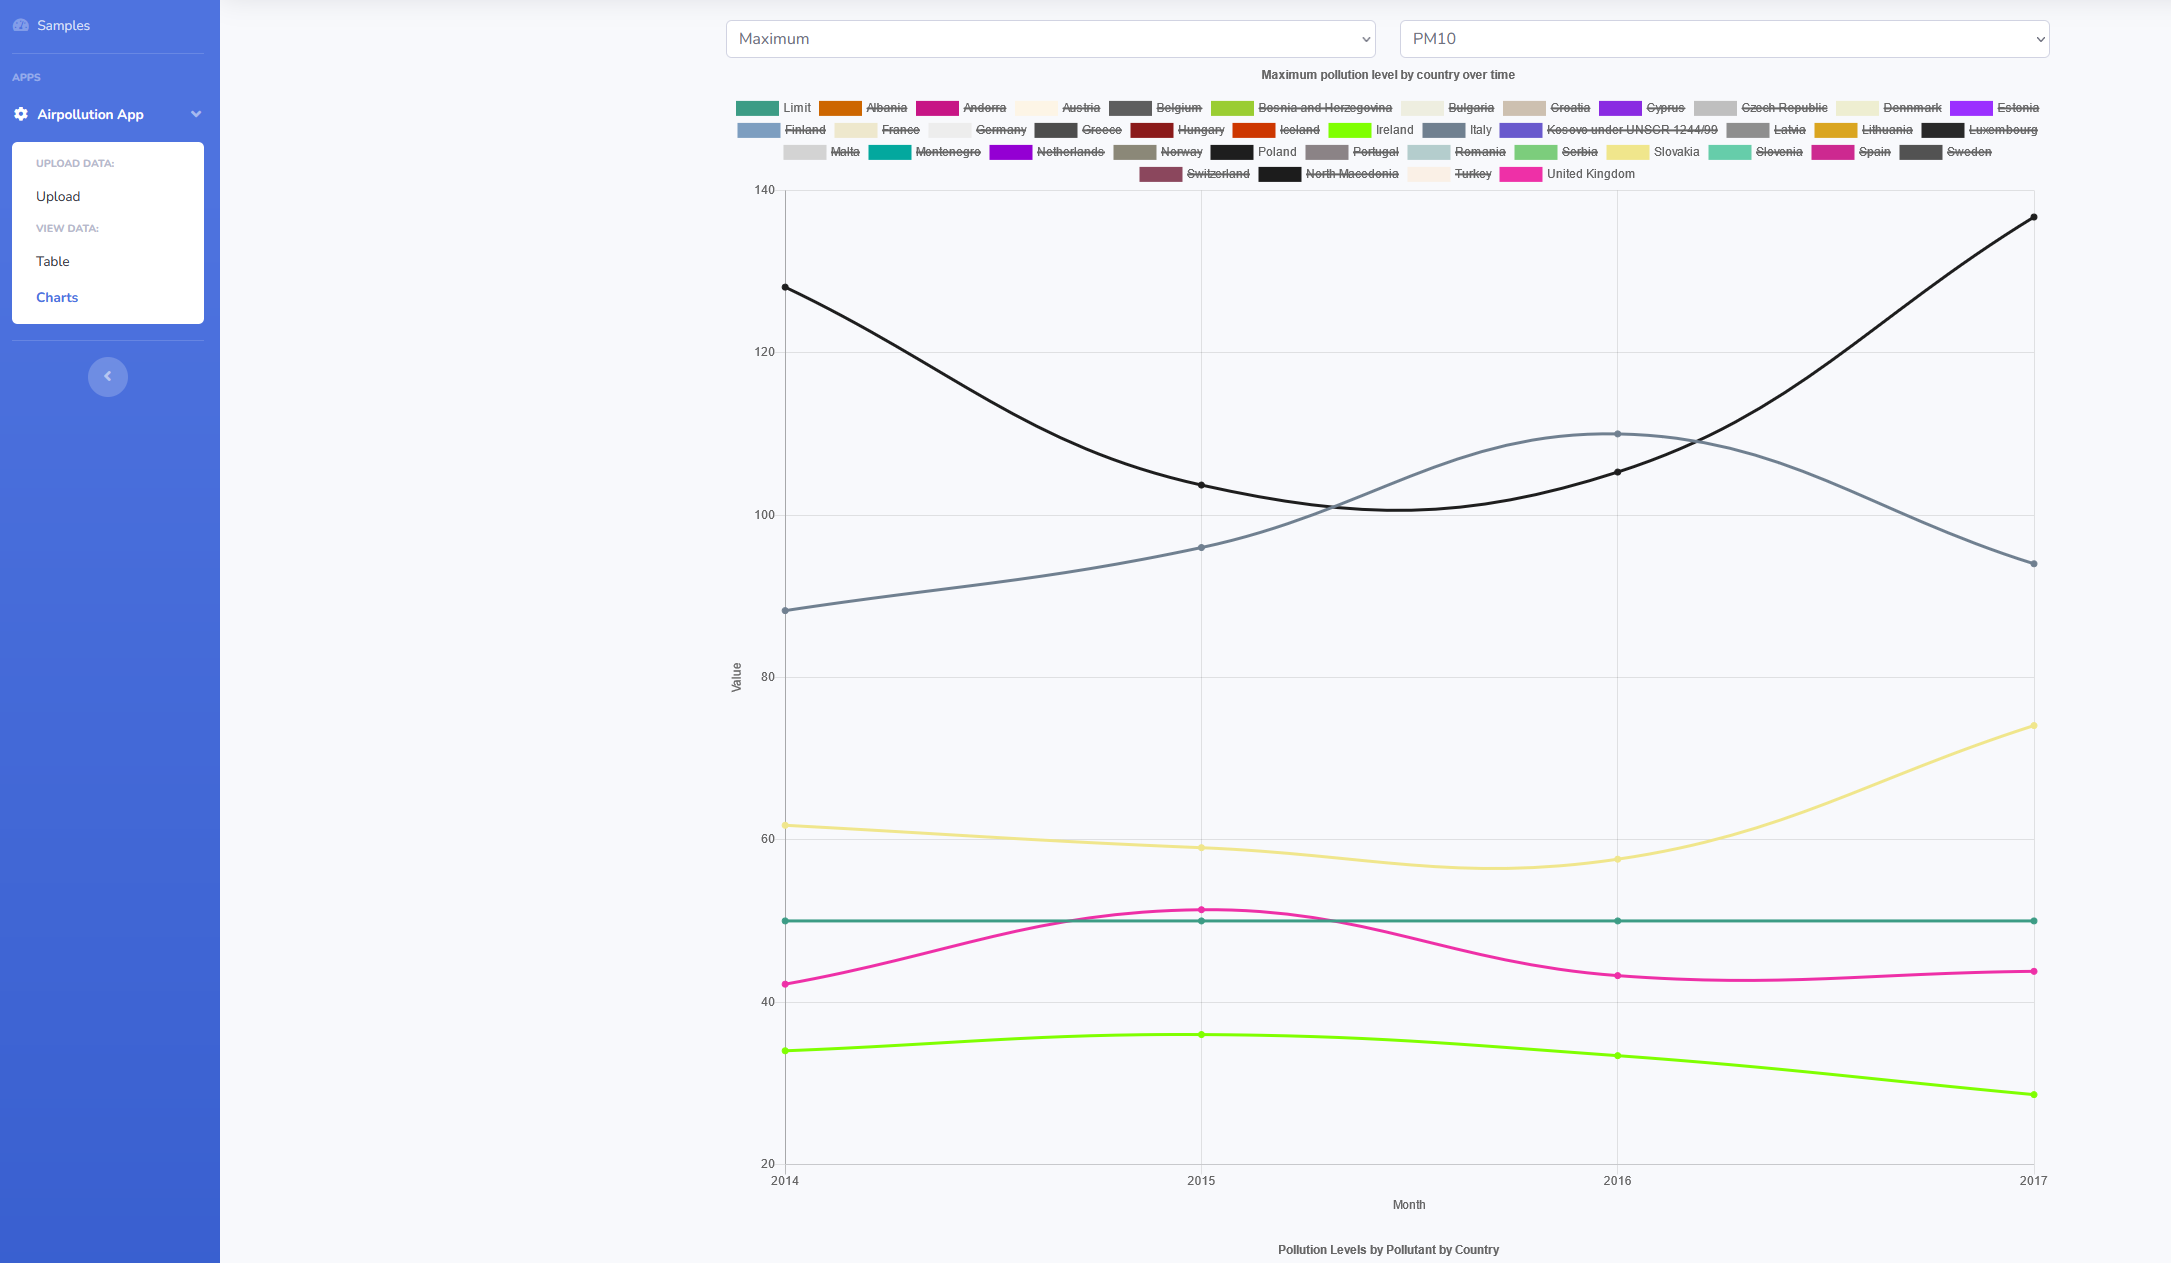 Samples
APPS
Airpollution App
UPLOAD DATA:
Upload
VIEW DATA:
Table
Charts
Maximum
PM10
Maximum pollution level by country over time
Limit Albania Andorra Austria Belgium Bosnia and Herzegovina Bulgaria Croatia Cyprus Czech Republic Dennmark Estonia
Finland France Germany Greece Hungary Iceland Ireland Italy Kosovo under UNSCR 1244/99 Latvia Lithuania Luxembourg
Malta Montenegro Netherlands Norway Poland Portugal Romania Serbia Slovakia Slovenia Spain Sweden
Switzerland North Macedonia Turkey United Kingdom
140
120
100
80
60
40
20
Value
2014 2015 2016 2017
Month
Pollution Levels by Pollutant by Country